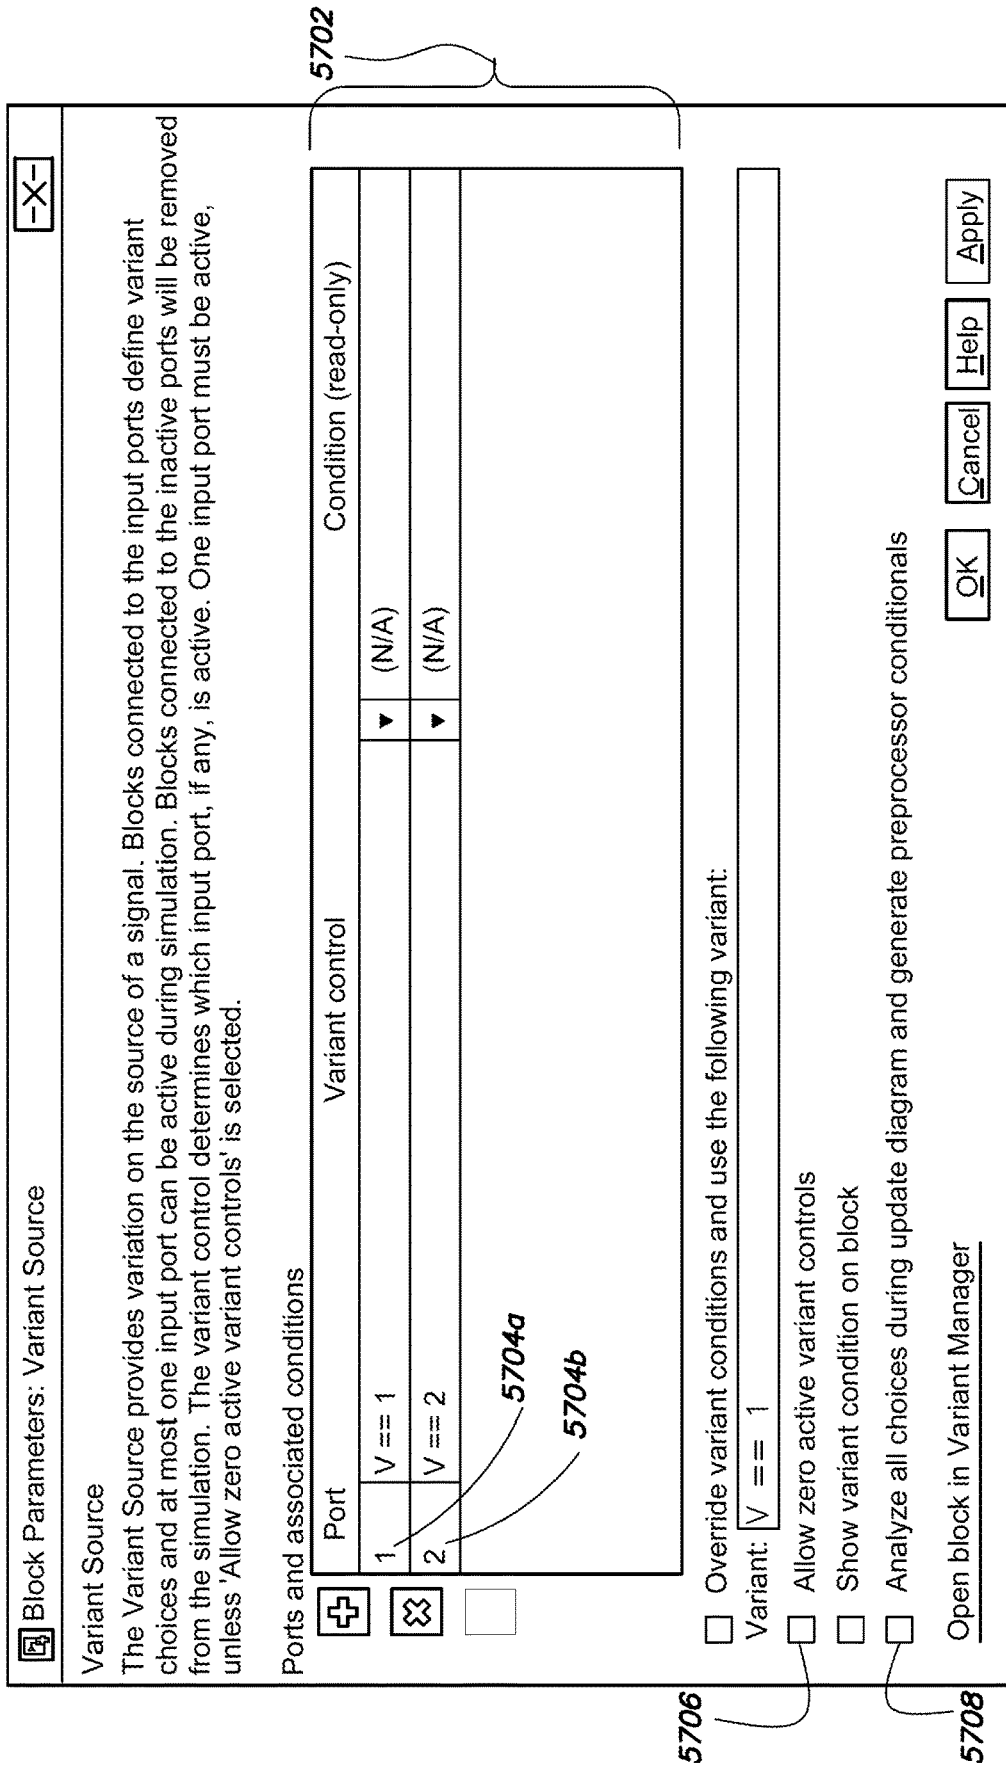 Block Parameters: Variant Source
-X-
Variant Source
The Variant Source provides variation on the source of a signal. Blocks connected to the input ports define variant
choices and at most one input port can be active during simulation. Blocks connected to the inactive ports will be removed
from the simulation. The variant control determines which input port, if any, is active. One input port must be active,
unless 'Allow zero active variant controls' is selected.
Ports and associated conditions
5702
Port Variant control Condition (read-only)
1 V == 1 (N/A)
2 V == 2 (N/A)
5704a
5704b
Override variant conditions and use the following variant:
Variant: V == 1
5706
Allow zero active variant controls
Show variant condition on block
5708
Analyze all choices during update diagram and generate preprocessor conditionals
Open block in Variant Manager
OK Cancel Help Apply